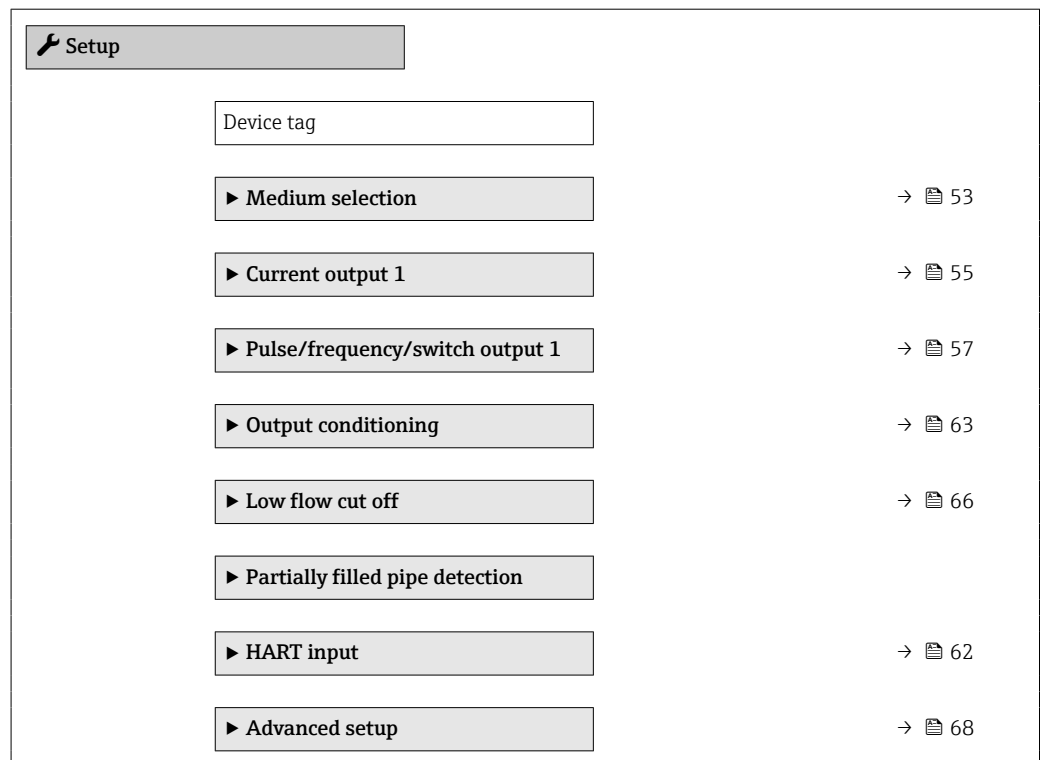 Setup
Device tag
▶ Medium selection → 53
▶ Current output 1 → 55
▶ Pulse/frequency/switch output 1 → 57
▶ Output conditioning → 63
▶ Low flow cut off → 66
▶ Partially filled pipe detection
▶ HART input → 62
▶ Advanced setup → 68